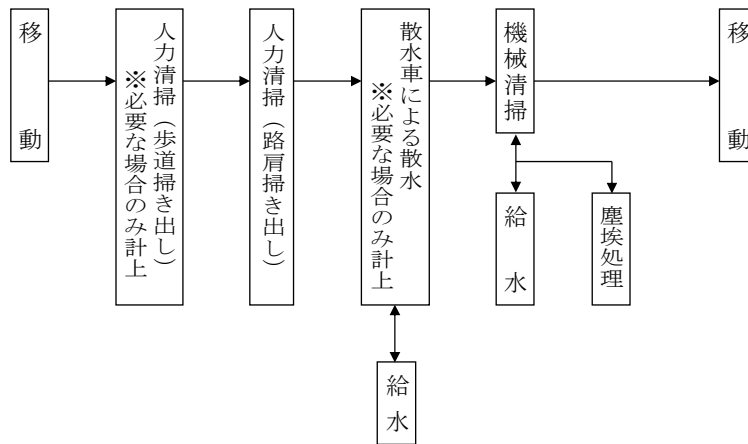 移動
人力清掃（歩道掃き出し）
※必要な場合のみ計上
人力清掃（路肩掃き出し）
散水車による散水
※必要な場合のみ計上
機械清掃
移動
給水
塵埃処理
給水